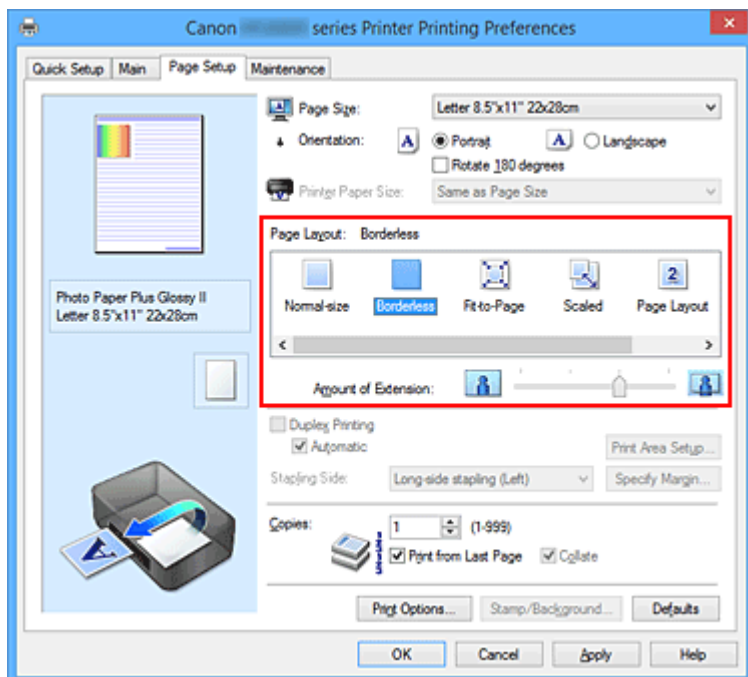 Canon series Printer Printing Preferences
Quick Setup Main Page Setup Maintenance
Page Size: Letter 8.5"x11" 22x28cm
Orientation: A Portrait A Landscape
Rotate 180 degrees
Printer Paper Size: Same as Page Size
Page Layout: Borderless
Normal-size Borderless Fit-to-Page Scaled 2 Page Layout
Photo Paper Plus Glossy II
Letter 8.5"x11" 22x28cm
Amount of Extension:
Duplex Printing
Automatic Print Area Setup...
Stapling Side: Long-side stapling (Left) Specify Margin...
Copies: 1 (1-999)
Print from Last Page Collate
A
Print Options... Stamp/Background... Defaults
OK Cancel Apply Help